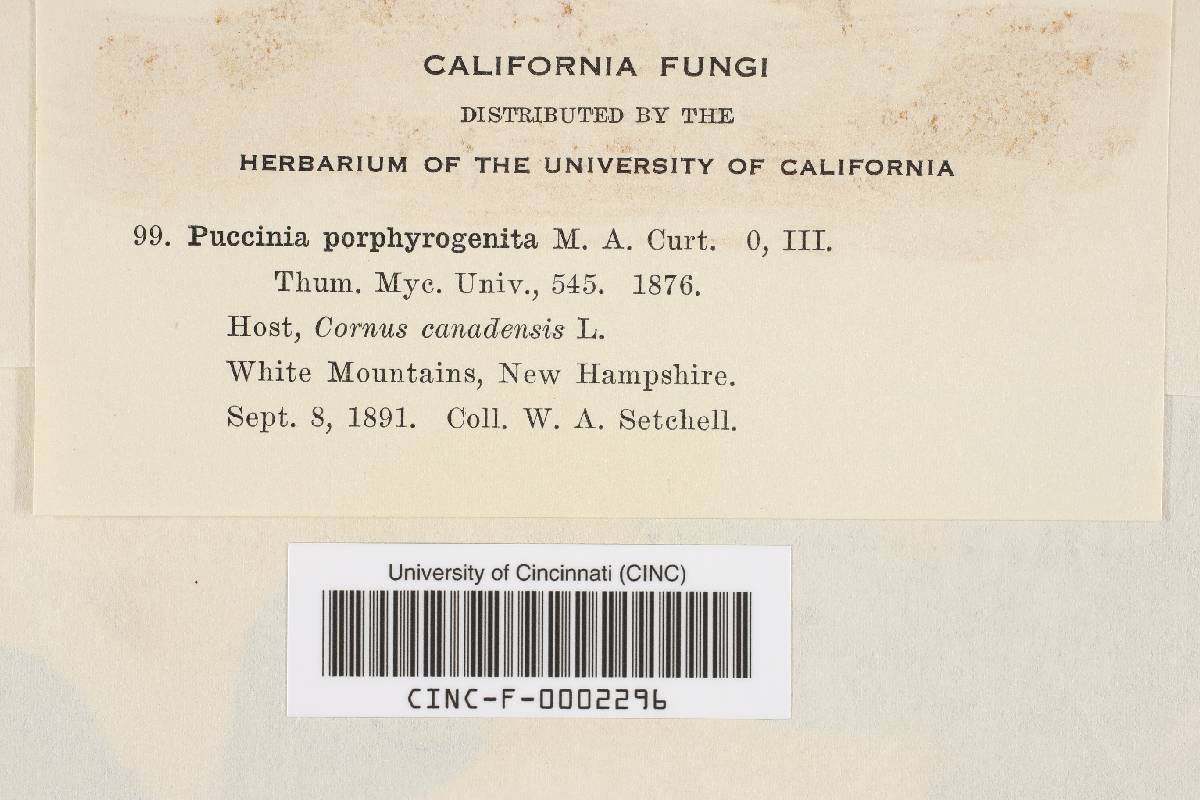 CALIFORNIA FUNGI
DISTRIBUTED BY THE
HERBARIUM OF THE UNIVERSITY OF CALIFORNIA
99. Puccinia porphyrogenita M. A. Curt. 0, III.
Thum. Myc. Univ., 545. 1876.
Host, Cornus canadensis L.
White Mountains, New Hampshire.
Sept. 8, 1891. Coll. W. A. Setchell.
University of Cincinnati (CINC)
CINC-F-0002296